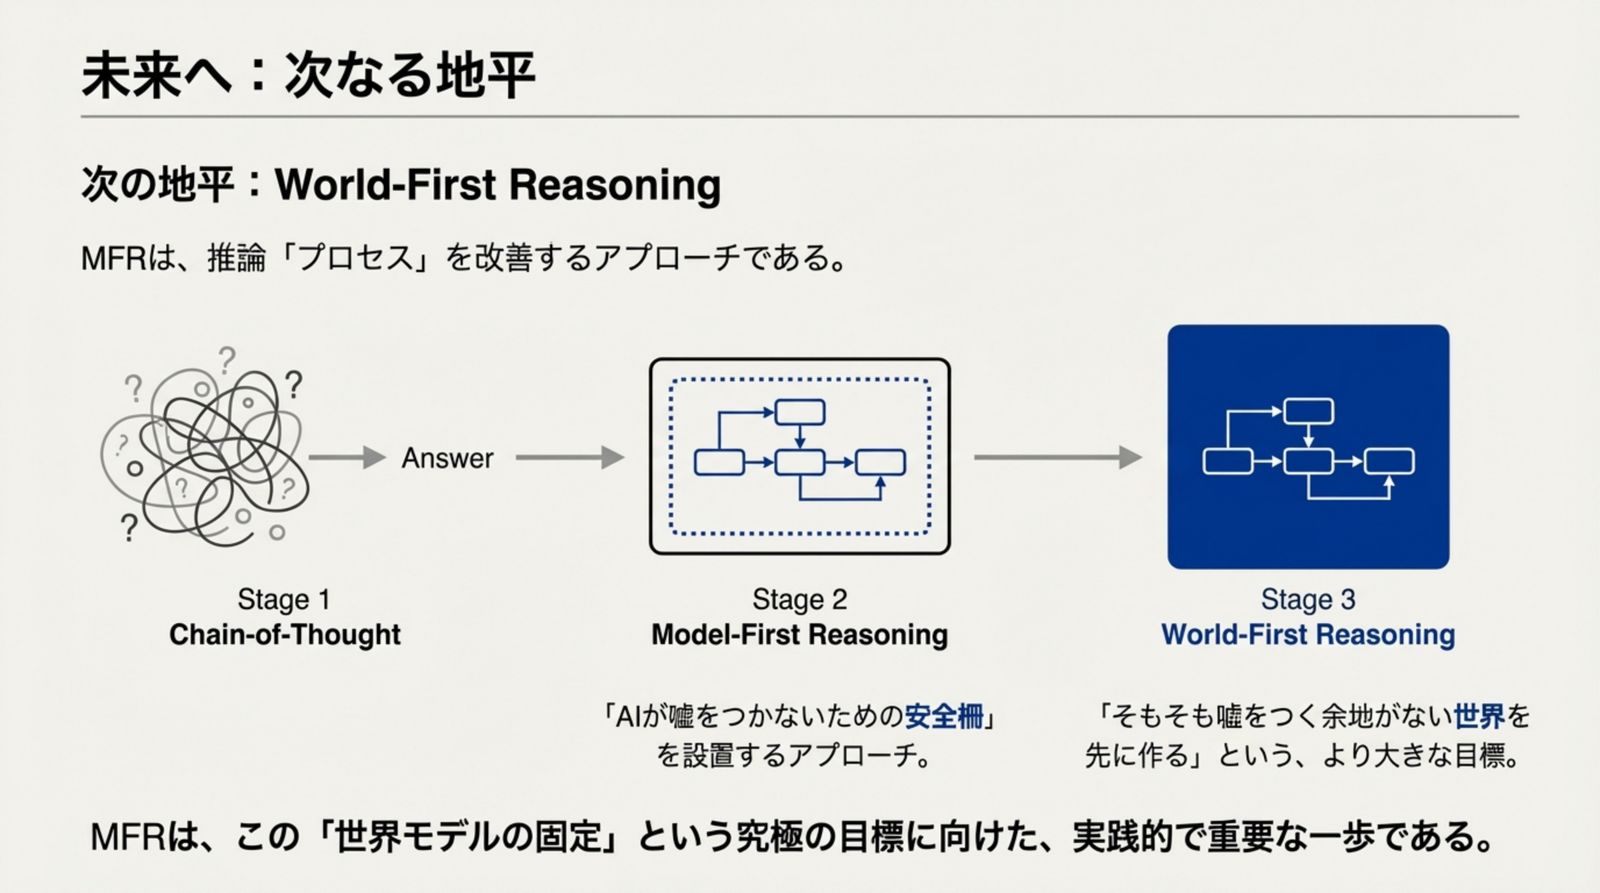 未来へ：次なる地平
次の地平：World-First Reasoning
MFRは、推論「プロセス」を改善するアプローチである。
? ? ? ? ? ? ?
Answer
Stage 1
Chain-of-Thought
Stage 2
Model-First Reasoning
「AIが嘘をつかないための安全柵」
を設置するアプローチ。
Stage 3
World-First Reasoning
「そもそも嘘をつく余地がない世界を
先に作る」という、より大きな目標。
MFRは、この「世界モデルの固定」という究極の目標に向けた、実践的で重要な一歩である。